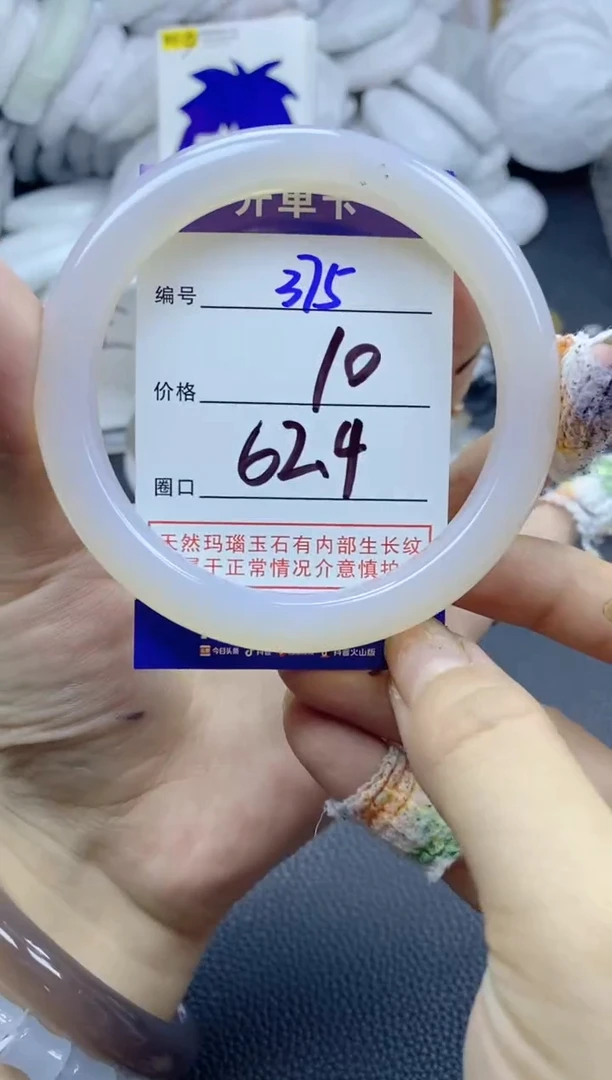 开单卡
编号 375
价格 10
圈口 62.4
天然玛瑙玉石有内部生长纹
属于正常情况介意慎拍
今日头条 抖音 抖音火山版